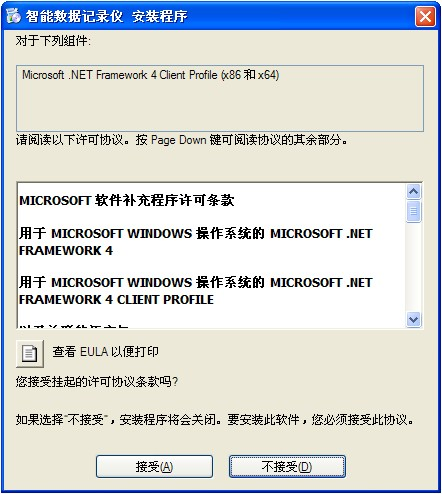 智能数据记录仪 安装程序
对于下列组件:
Microsoft .NET Framework 4 Client Profile (x86 和 x64)
请阅读以下许可协议。按 Page Down 键可阅读协议的其余部分。
MICROSOFT 软件补充程序许可条款
用于 MICROSOFT WINDOWS 操作系统的 MICROSOFT .NET
FRAMEWORK 4
用于 MICROSOFT WINDOWS 操作系统的 MICROSOFT .NET
FRAMEWORK 4 CLIENT PROFILE
查看 EULA 以便打印
您接受挂起的许可协议条款吗?
如果选择“不接受”，安装程序将会关闭。要安装此软件，您必须接受此协议。
接受(A)
不接受(D)